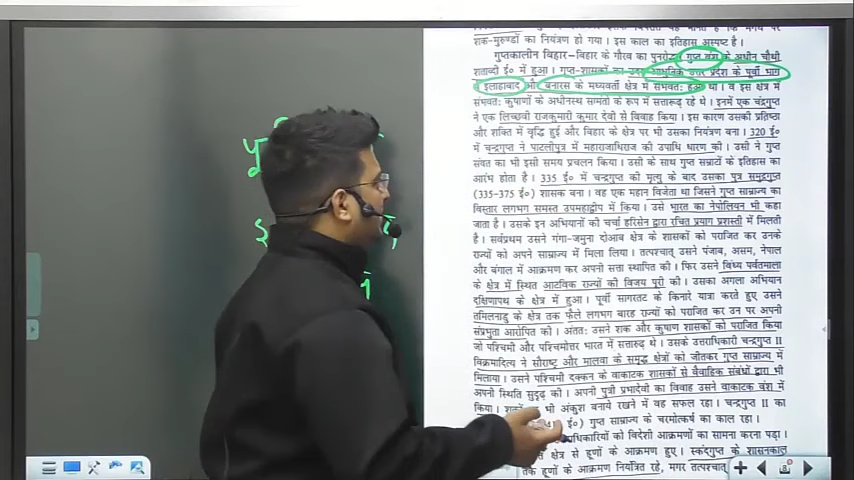 शक-मुरुण्डों का नियंत्रण हो गया। इस काल का इतिहास अस्पष्ट है।
गुप्तकालीन बिहार-बिहार के गौरव का पुनरोदय गुप्त वंश के अधीन चौथी
शताब्दी ई० में हुआ। गुप्त-शासकों का उदय आधुनिक उत्तर प्रदेश के पूर्वी भाग
में इलाहाबाद और बनारस के मध्यवर्ती क्षेत्र में संभवत: हुआ था। व इस क्षेत्र में
संभवत: कुषाणों के अधीनस्थ सामंतों के रूप में सत्तारूढ़ रहे थे। इनमें एक चंद्रगुप्त
ने एक लिच्छवी राजकुमारी कुमार देवी से विवाह किया। इस कारण उसकी प्रतिष्ठा
और शक्ति में वृद्धि हुई और बिहार के क्षेत्र पर भी उसका नियंत्रण बना। 320 ई०
में चन्द्रगुप्त ने पाटलीपुत्र में महाराजाधिराज की उपाधि धारण की। उसी ने गुप्त
संवत का भी इसी समय प्रचलन किया। उसी के साथ गुप्त सम्राटों के इतिहास का
आरंभ होता है। 335 ई० में चन्द्रगुप्त की मृत्यु के बाद उसका पुत्र समुद्रगुप्त
(335-375 ई०) शासक बना। वह एक महान विजेता था जिसने गुप्त साम्राज्य का
विस्तार लगभग समस्त उपमहाद्वीप में किया। उसे भारत का नेपोलियन भी कहा
जाता है। उसके इन अभियानों की चर्चा हरिसेन द्वारा रचित प्रयाग प्रशस्ती में मिलती
है। सर्वप्रथम उसने गंगा-जमुना दोआब क्षेत्र के शासकों को पराजित कर उनके
राज्यों को अपने साम्राज्य में मिला लिया। तत्पश्चात् उसने पंजाब, असम, नेपाल
और बंगाल में आक्रमण कर अपनी सत्ता स्थापित की। फिर उसने विंध्य पर्वतमाला
के क्षेत्र में स्थित आटविक राज्यों की विजय पूरी की। उसका अगला अभियान
दक्षिणापथ के क्षेत्र में हुआ। पूर्वी सागरतट के किनारे यात्रा करते हुए उसने
तमिलनाडु के क्षेत्र तक फैले लगभग बारह राज्यों को पराजित कर उन पर अपनी
संप्रभुता आरोपित की। अंतत: उसने शक और कुषाण शासकों को पराजित किया
जो पश्चिमी और पश्चिमोत्तर भारत में स्थित थे। उसके उत्तराधिकारी चन्द्रगुप्त II
विक्रमादित्य ने सौराष्ट्र और मालवा के समृद्ध क्षेत्रों को जीतकर गुप्त साम्राज्य में
मिलाया। उसने पश्चिमी दक्कन के वाकाटक शासकों से वैवाहिक संबंधों द्वारा भी
अपनी स्थिति सुदृढ़ की। अपनी पुत्री प्रभादेवी का विवाह उसने वाकाटक वंश में
किया। भी अंकुश बनाये रखने में वह सफल रहा। चन्द्रगुप्त II का
ई०) गुप्त साम्राज्य के चरमोत्कर्ष का काल रहा।
को विदेशी आक्रमणों का सामना करना पड़ा।
क्षेत्र से हूणों के आक्रमण हुए। स्कंदगुप्त के शासनकाल
तक हूणों के आक्रमण नियंत्रित रहे, मगर तत्पश्चात्